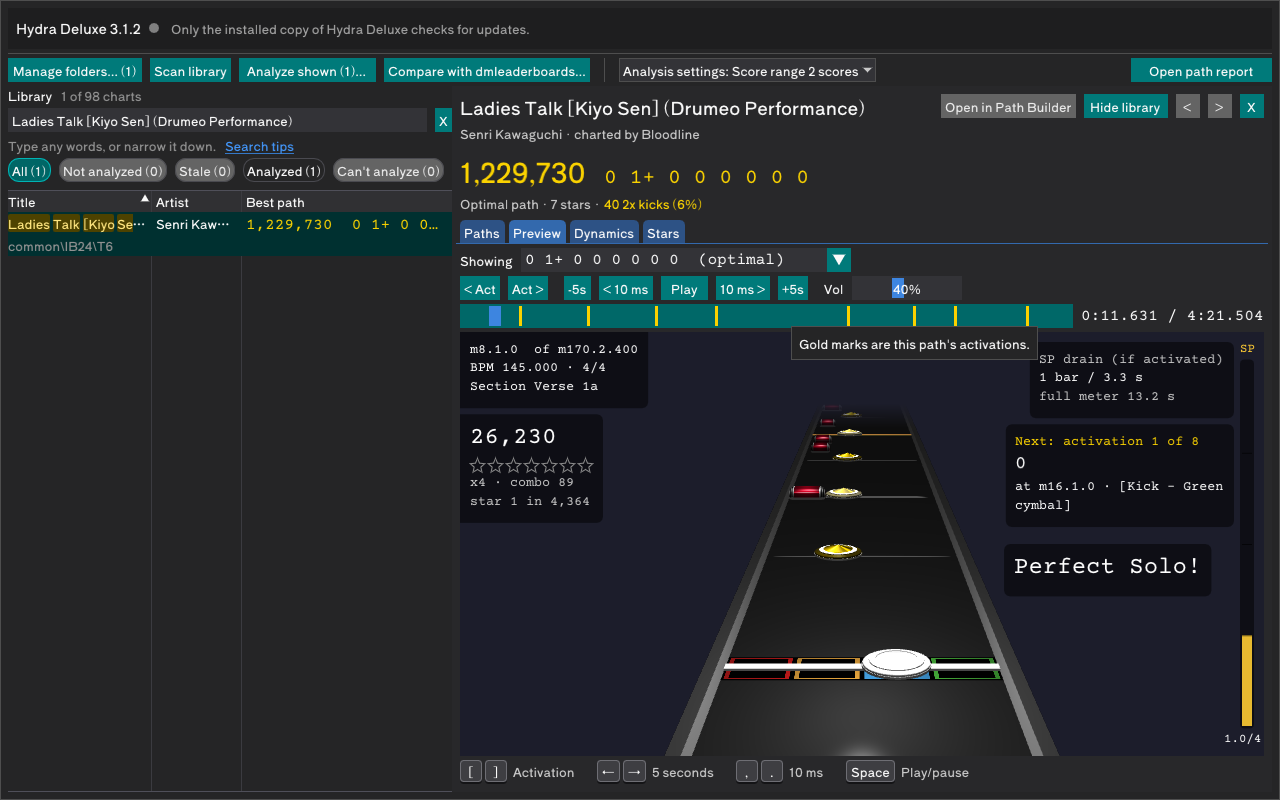 Hydra Deluxe 3.1.2 Only the installed copy of Hydra Deluxe checks for updates.
Manage folders... (1) Scan library Analyze shown (1)... Compare with dmleaderboards... Analysis settings: Score range 2 scores Open path report
Library 1 of 98 charts
Ladies Talk [Kiyo Sen] (Drumeo Performance) X
Type any words, or narrow it down. Search tips
All (1) Not analyzed (0) Stale (0) Analyzed (1) Can't analyze (0)
Title Artist Best path
Ladies Talk [Kiyo Se··· Senri Kaw··· 1,229,730 0 1+ 0 0…
common\IB24\T6
Ladies Talk [Kiyo Sen] (Drumeo Performance) Open in Path Builder Hide library < > X
Senri Kawaguchi · charted by Bloodline
1,229,730 0 1+ 0 0 0 0 0 0
Optimal path · 7 stars · 40 2x kicks (6%)
Paths Preview Dynamics Stars
Showing 0 1+ 0 0 0 0 0 0 (optimal)
< Act Act > -5s < 10 ms Play 10 ms > +5s Vol 40%
0:11.631 / 4:21.504
Gold marks are this path's activations.
m8.1.0 of m170.2.400
BPM 145.000 · 4/4
Section Verse 1a
26,230
x4 · combo 89
star 1 in 4,364
SP drain (if activated)
1 bar / 3.3 s
full meter 13.2 s
SP
Next: activation 1 of 8
0
at m16.1.0 · [Kick - Green
cymbal]
Perfect Solo!
1.0/4
[ ] Activation ← → 5 seconds , . 10 ms Space Play/pause